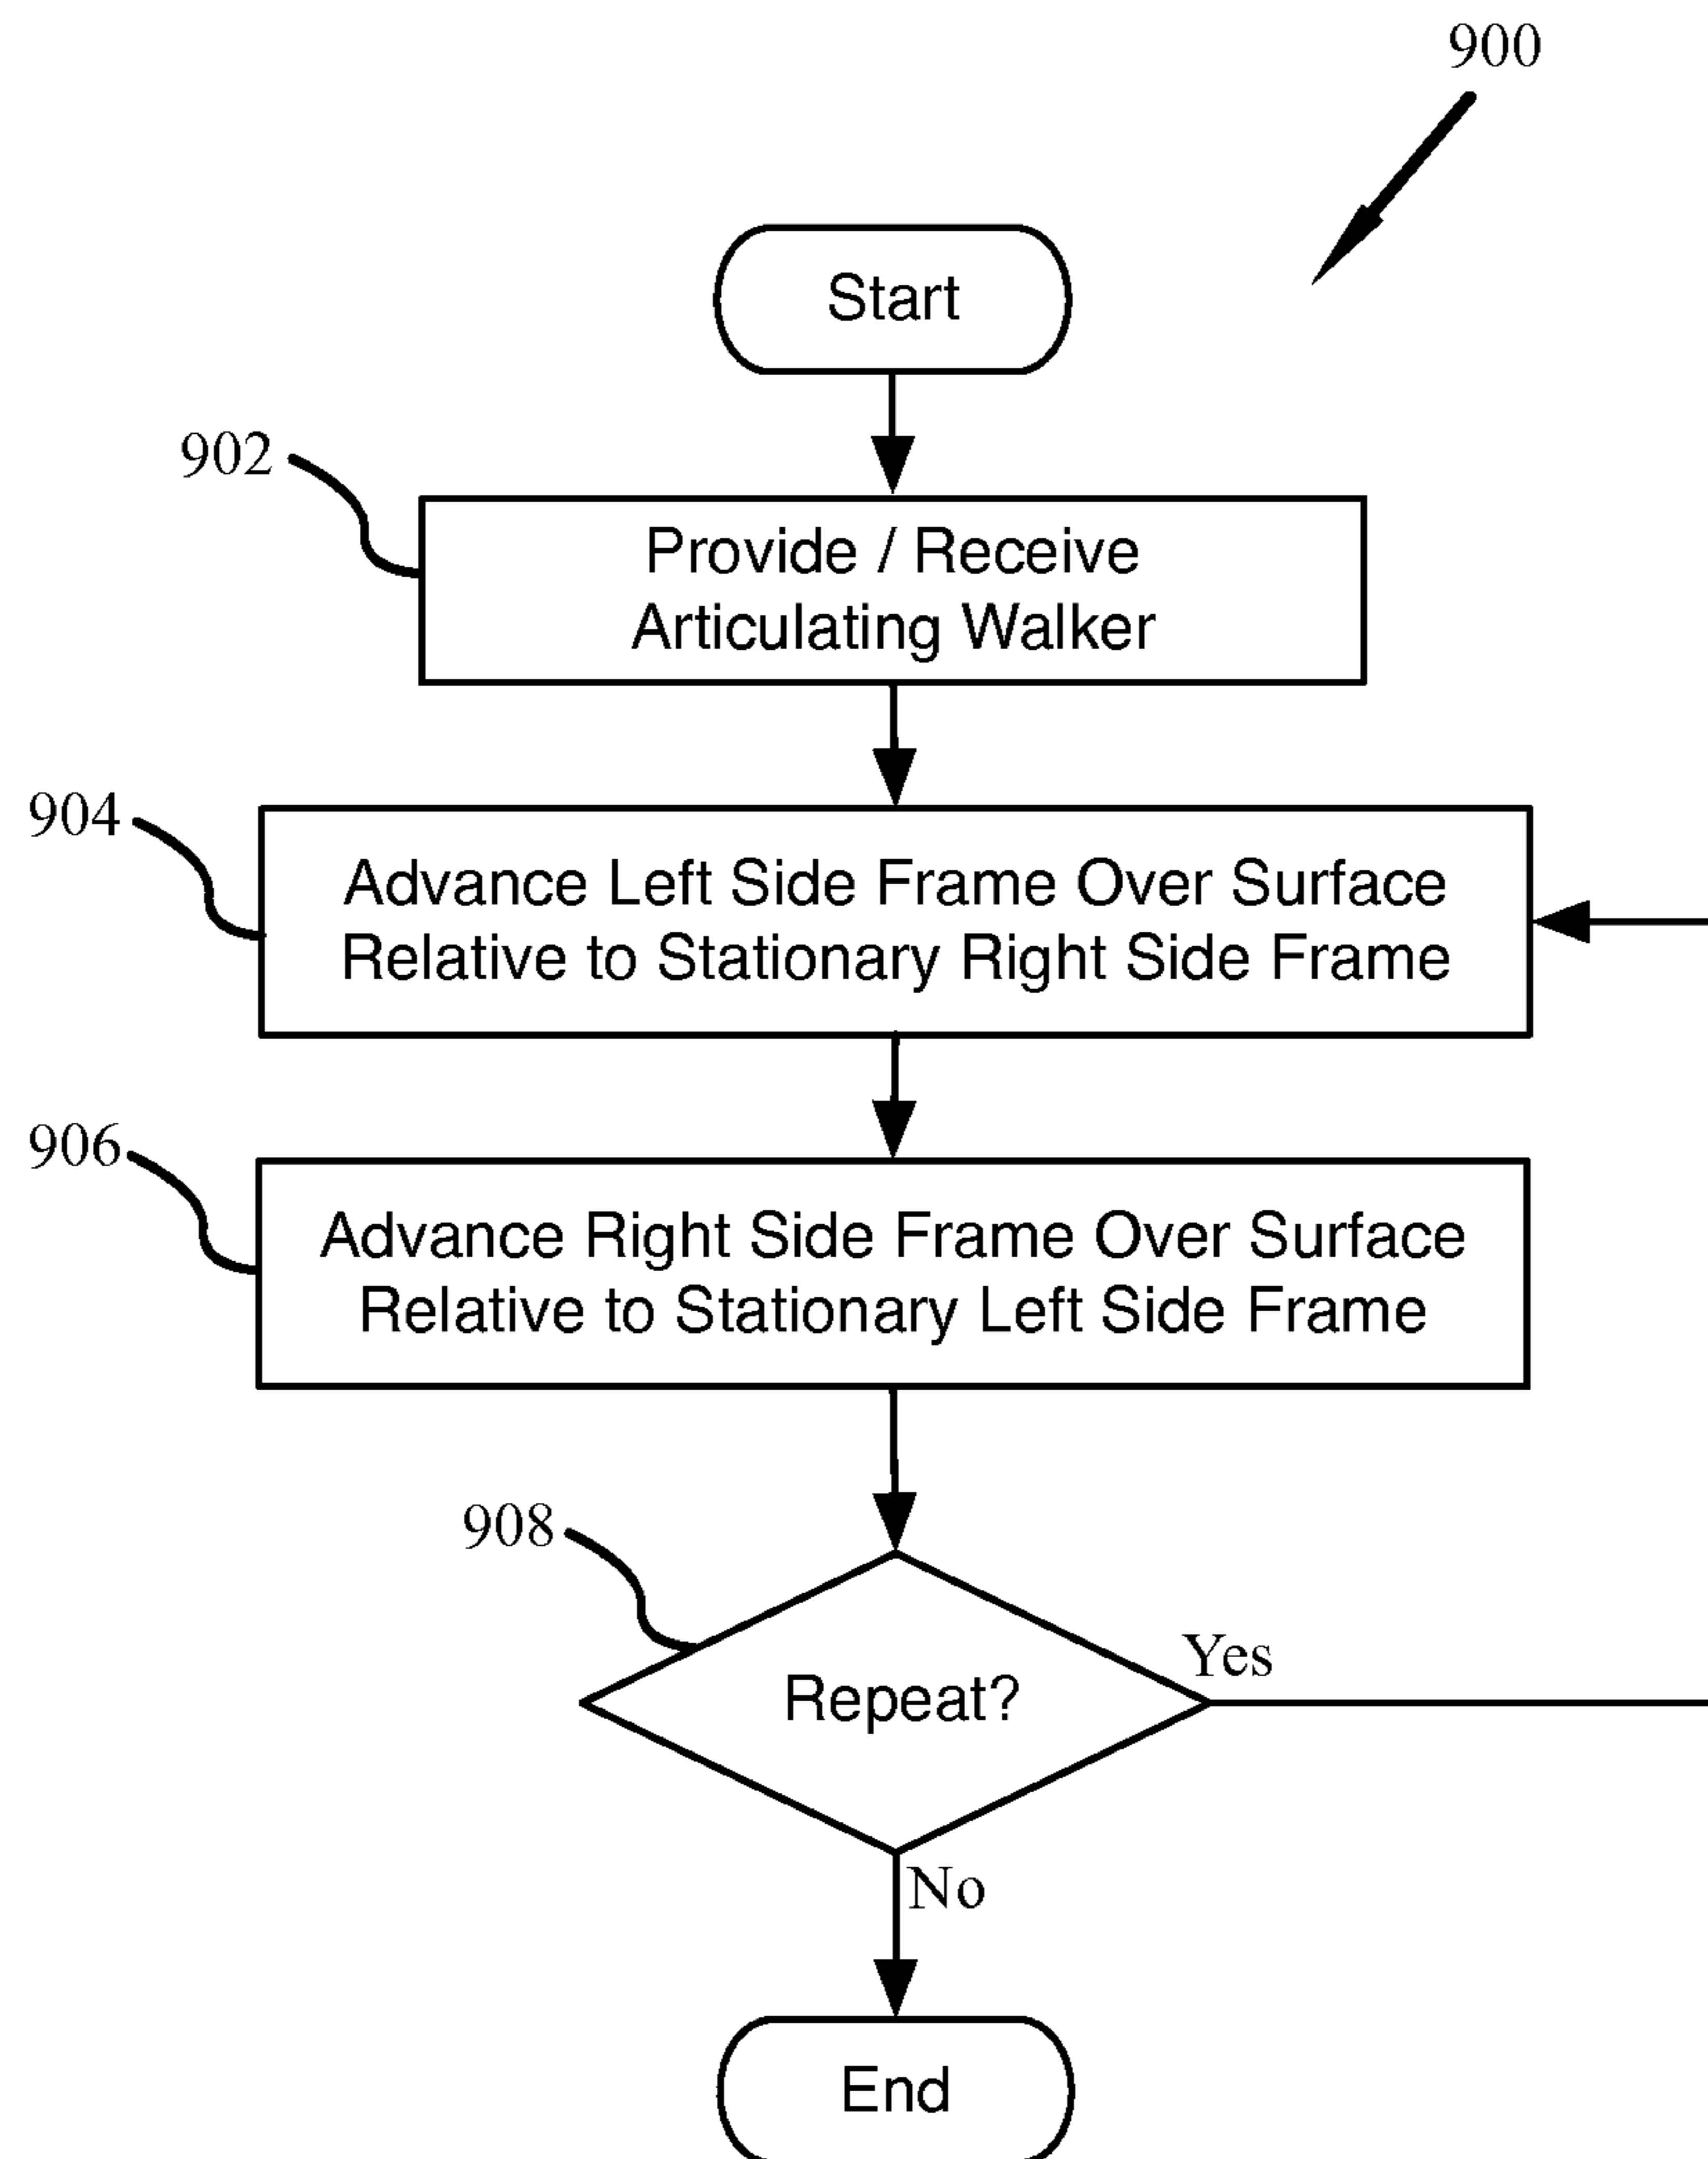 900
Start
902
Provide / Receive
Articulating Walker
904
Advance Left Side Frame Over Surface
Relative to Stationary Right Side Frame
906
Advance Right Side Frame Over Surface
Relative to Stationary Left Side Frame
908
Repeat?
Yes
No
End